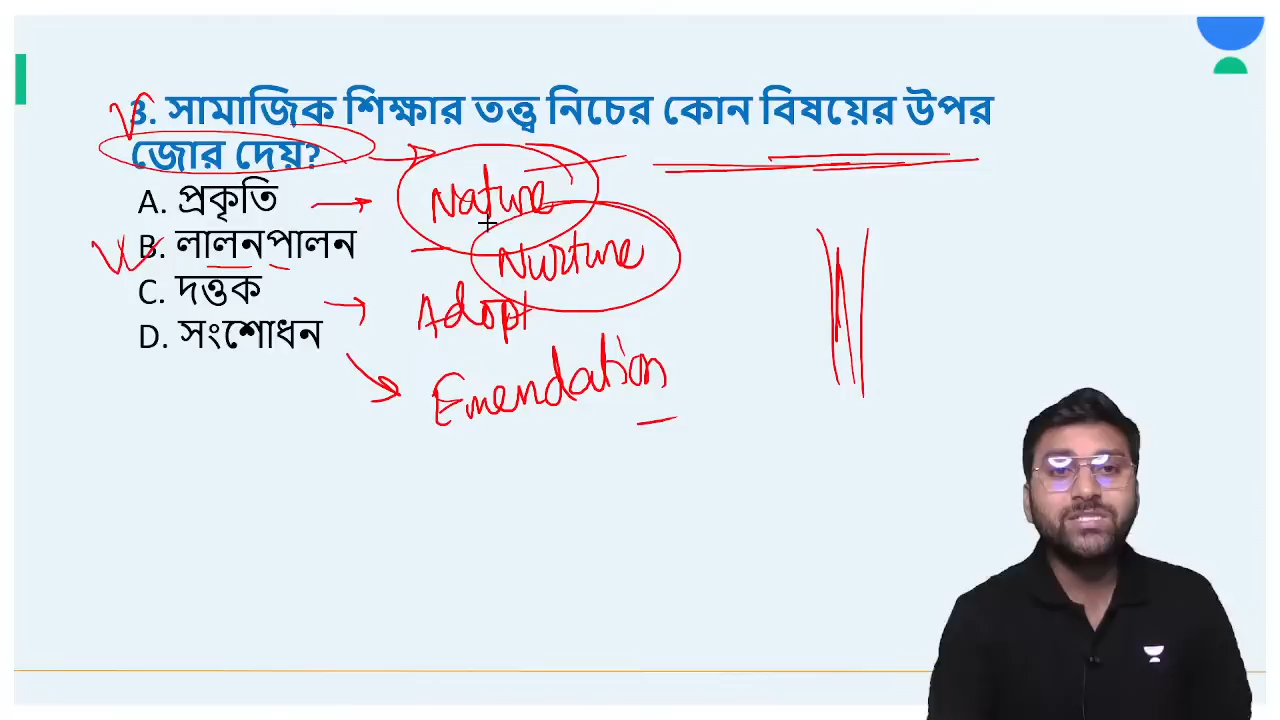 3. সামাজিক শিক্ষার তত্ত্ব নিচের কোন বিষয়ের উপর
জোর দেয়?
A. প্রকৃতি
Nature
B. লালনপালন
Nurture
C. দত্তক
Adopt
D. সংশোধন
Emendation